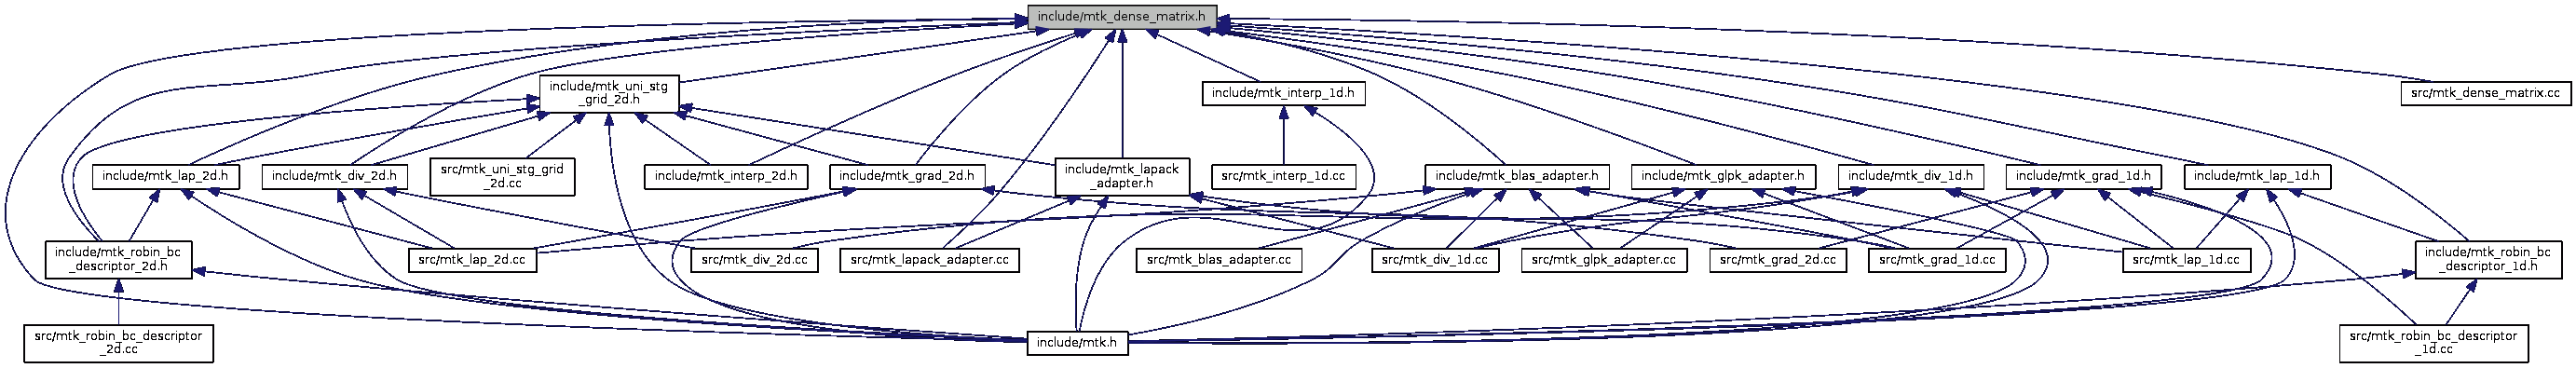 include/mtk_dense_matrix.h
include/mtk_uni_stg
_grid_2d.h
include/mtk_interp_1d.h
src/mtk_dense_matrix.cc
include/mtk_lap_2d.h
include/mtk_div_2d.h
src/mtk_uni_stg_grid
_2d.cc
include/mtk_interp_2d.h
include/mtk_grad_2d.h
include/mtk_lapack
_adapter.h
src/mtk_interp_1d.cc
include/mtk_blas_adapter.h
include/mtk_glpk_adapter.h
include/mtk_div_1d.h
include/mtk_grad_1d.h
include/mtk_lap_1d.h
include/mtk_robin_bc
_descriptor_2d.h
src/mtk_lap_2d.cc
src/mtk_div_2d.cc
src/mtk_lapack_adapter.cc
src/mtk_blas_adapter.cc
src/mtk_div_1d.cc
src/mtk_glpk_adapter.cc
src/mtk_grad_2d.cc
src/mtk_grad_1d.cc
src/mtk_lap_1d.cc
include/mtk_robin_bc
_descriptor_1d.h
src/mtk_robin_bc_descriptor
_2d.cc
include/mtk.h
src/mtk_robin_bc_descriptor
_1d.cc